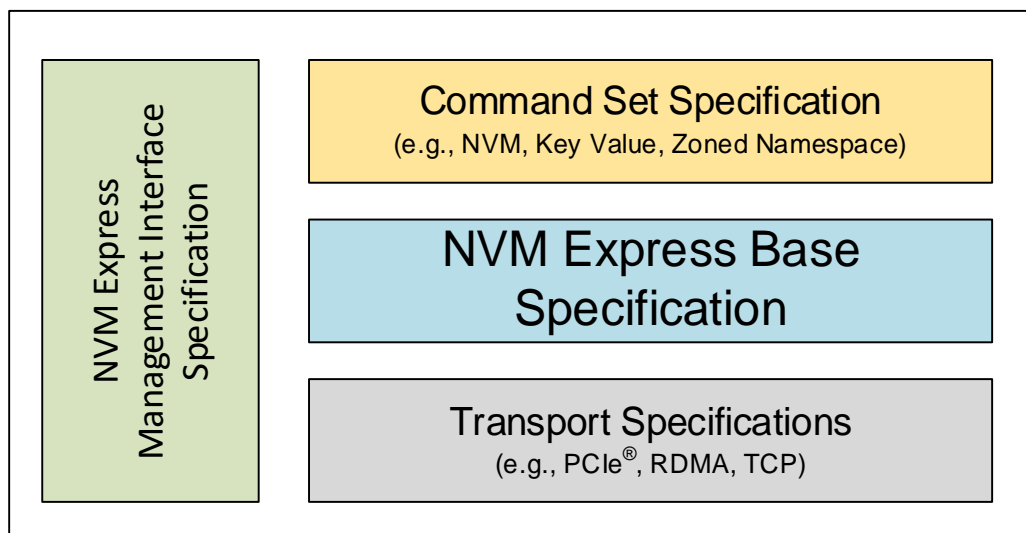 NVM Express
Management Interface
Specification
Command Set Specification
(e.g., NVM, Key Value, Zoned Namespace)
NVM Express Base
Specification
Transport Specifications
(e.g., PCIe®, RDMA, TCP)